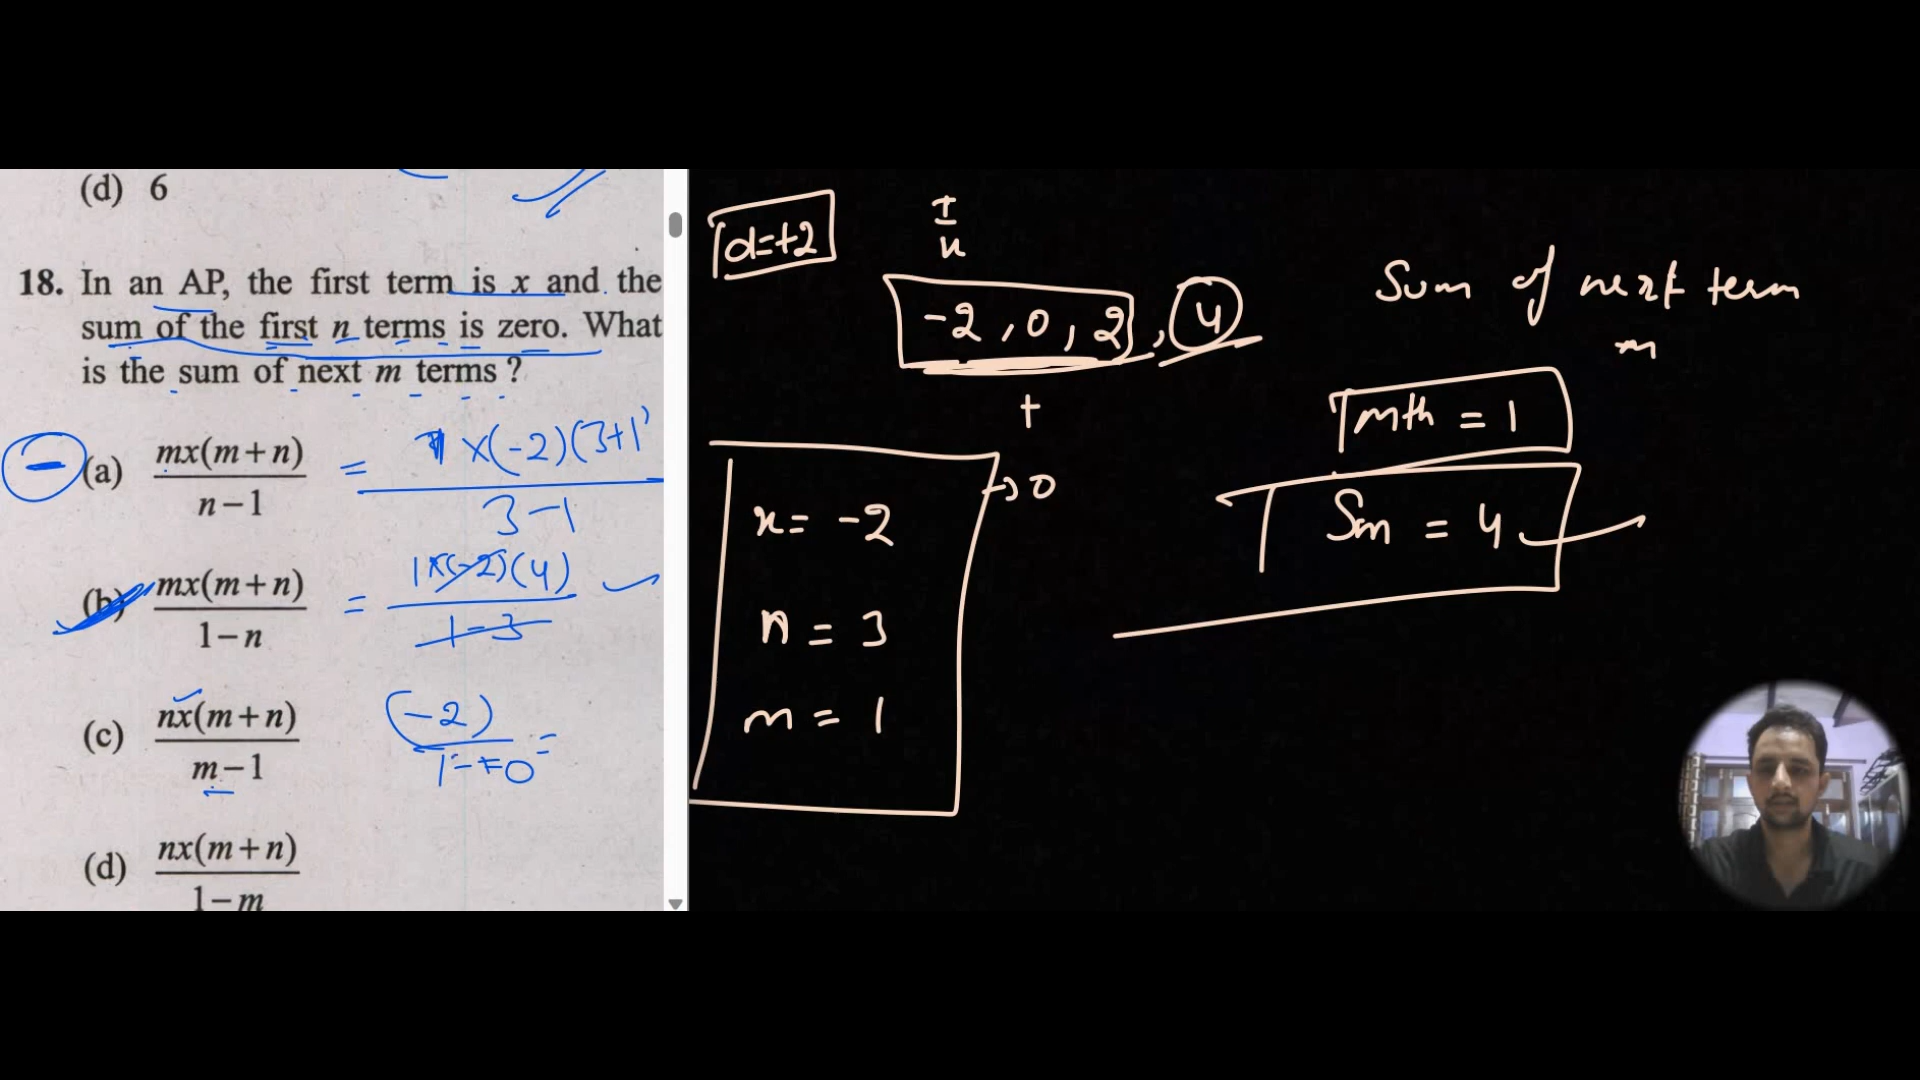 (d) 6
18. In an AP, the first term is x and the
sum of the first n terms is zero. What
is the sum of next m terms ?
(a) mx(m+n) / n−1 = 1 x(-2)(3+1) / 3-1
(b) mx(m+n) / 1−n = 1x(-2)(4) / 1-3
(c) nx(m+n) / m−1 (-2) / 1-+0 =
(d) nx(m+n) / 1−m
d=+2
I
x
-2, 0, 2, 4
+
→ 0
x = -2
n = 3
m = 1
Sum of next term
m
mth = 1
Sm = 4